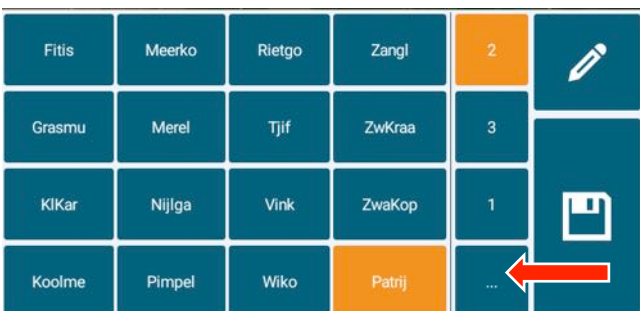 Fitis Meerko Rietgo Zangl 2
Grasmu Merel Tjif ZwKraa 3
KlKar Nijlga Vink ZwaKop 1
Koolme Pimpel Wiko Patrij ...